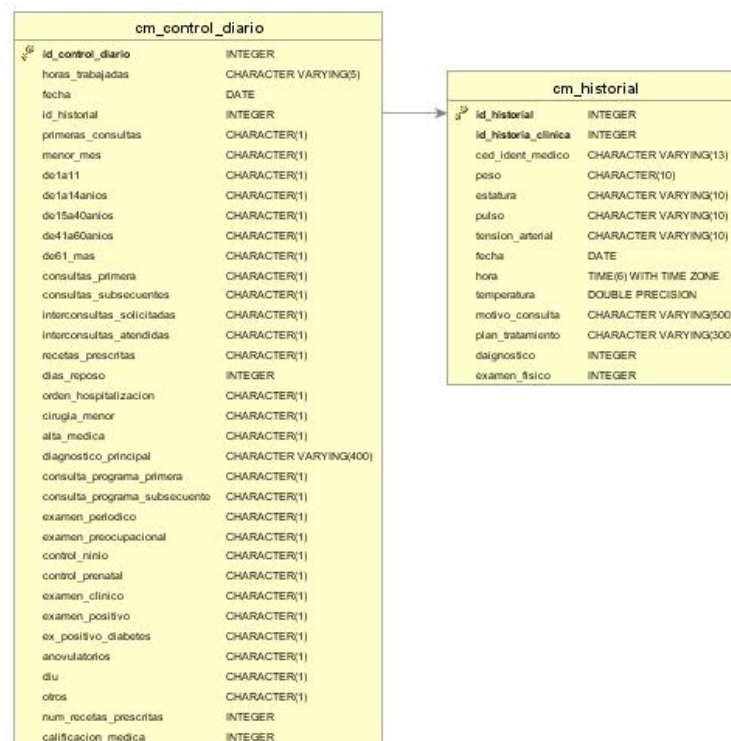 cm_control_diario
id_control_diario INTEGER
horas_trabajadas CHARACTER VARYING(5)
fecha DATE
id_historial INTEGER
primeras_consultas CHARACTER(1)
menor_mes CHARACTER(1)
de1a11 CHARACTER(1)
de1a14anios CHARACTER(1)
de15a40anios CHARACTER(1)
de41a60anios CHARACTER(1)
de61_mas CHARACTER(1)
consultas_primera CHARACTER(1)
consultas_subsecuentes CHARACTER(1)
interconsultas_solicitadas CHARACTER(1)
interconsultas_atendidas CHARACTER(1)
recetas_prescritas CHARACTER(1)
dias_reposo INTEGER
orden_hospitalizacion CHARACTER(1)
cirugia_menor CHARACTER(1)
alta_medica CHARACTER(1)
diagnostico_principal CHARACTER VARYING(400)
consulta_programa_primera CHARACTER(1)
consulta_programa_subsecuente CHARACTER(1)
examen_periodico CHARACTER(1)
examen_preocupacional CHARACTER(1)
control_ninio CHARACTER(1)
control_prenatal CHARACTER(1)
examen_clinico CHARACTER(1)
examen_positivo CHARACTER(1)
ex_positivo_diabetes CHARACTER(1)
anovulatorios CHARACTER(1)
diu CHARACTER(1)
otros CHARACTER(1)
num_recetas_prescritas INTEGER
calificacion_medica INTEGER
cm_historial
id_historial INTEGER
id_historia_clinica INTEGER
ced_ident_medico CHARACTER VARYING(13)
peso CHARACTER(10)
estatura CHARACTER VARYING(10)
pulso CHARACTER VARYING(10)
tension_arterial CHARACTER VARYING(10)
fecha DATE
hora TIME(6) WITH TIME ZONE
temperatura DOUBLE PRECISION
motivo_consulta CHARACTER VARYING(500
plan_tratamiento CHARACTER VARYING(300
daignostico INTEGER
examen_fisico INTEGER